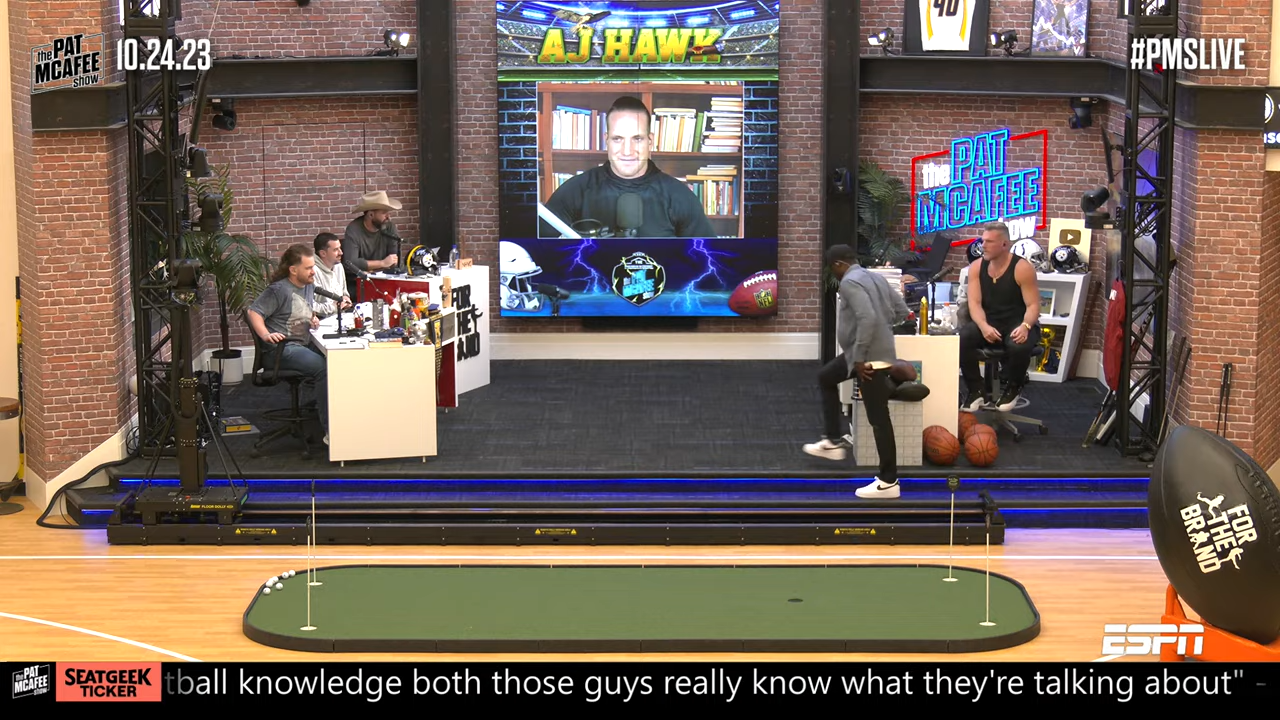 the
PAT
MCAFEE
show
10.24.23
AJ HAWK
40
#PMSLIVE
the PAT
MCAFEE
SHOW
FOR
THE
BRAND
NFL
FOR
THE
BRAND
ESPN
the
PAT
MCAFEE
show
SEATGEEK
TICKER
tball knowledge both those guys really know what they're talking about" -